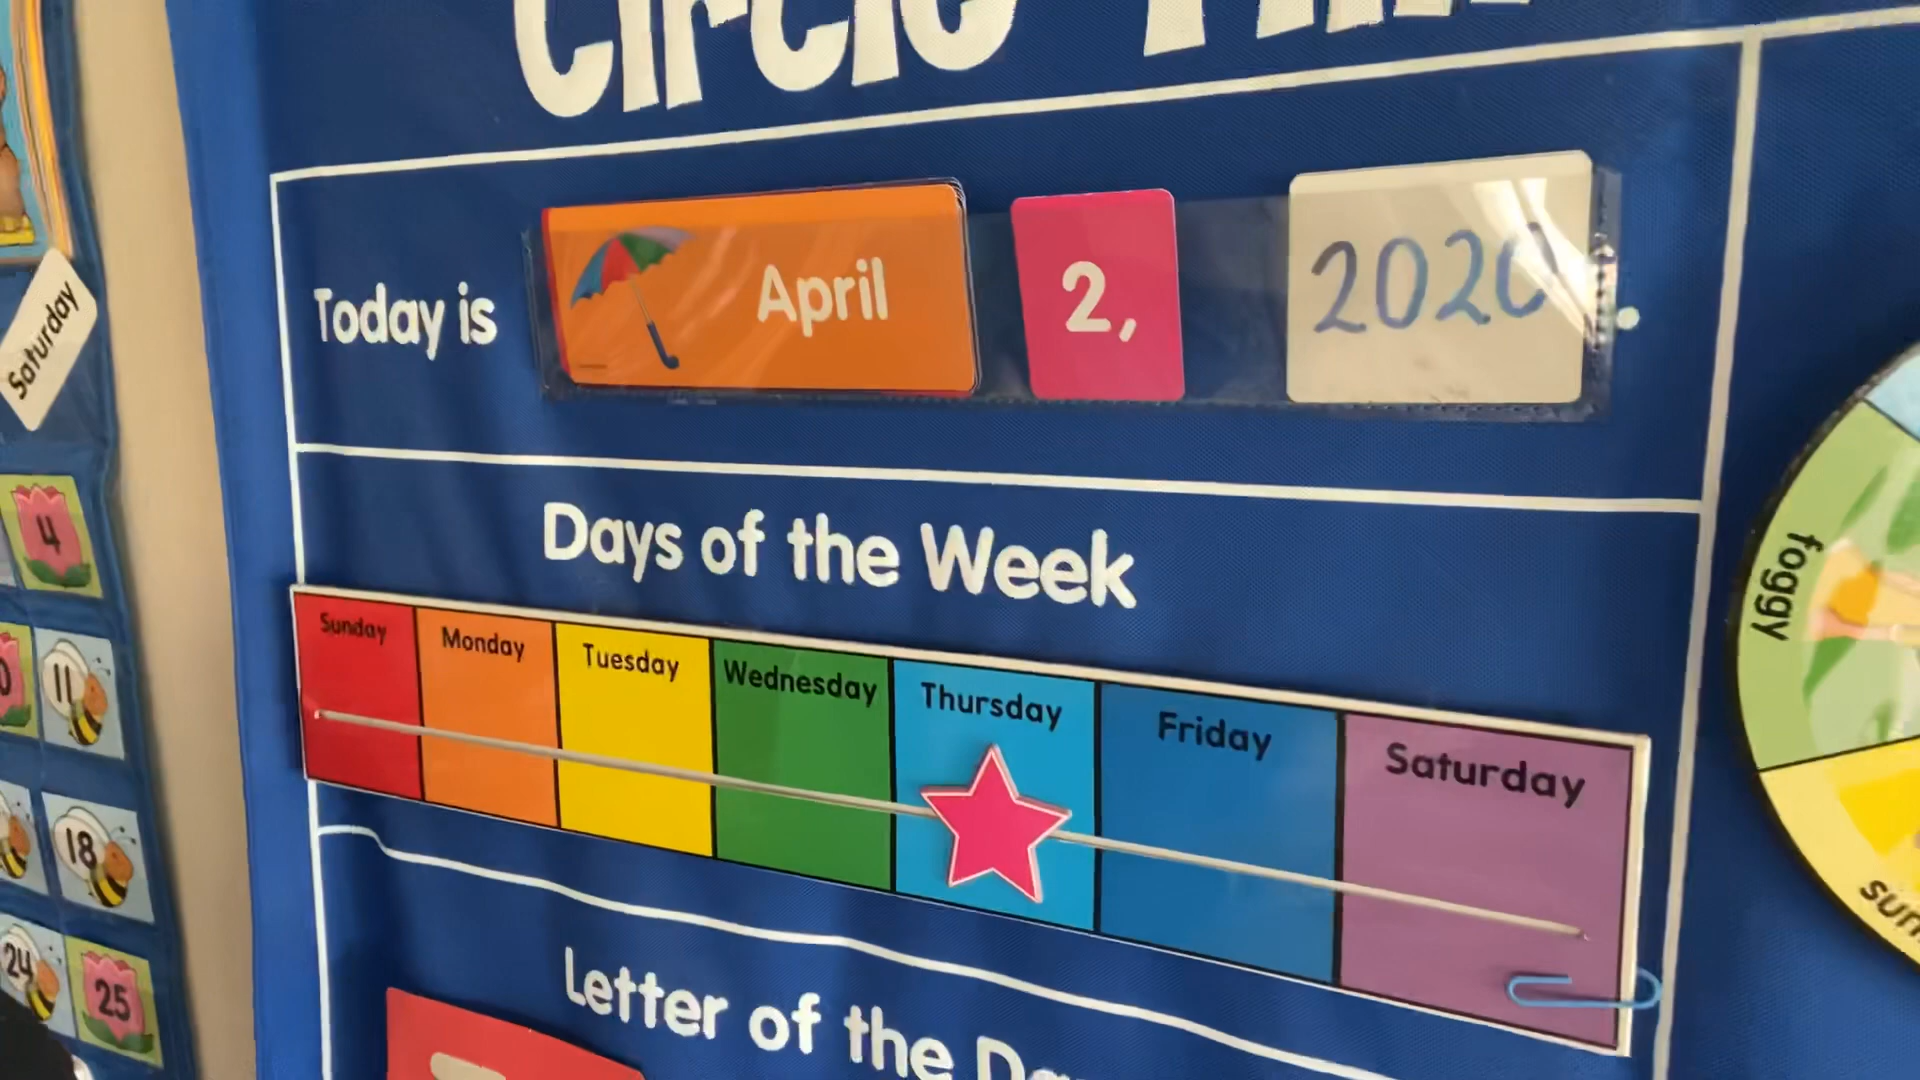 Circle
Today is April 2, 2020.
Days of the Week
Sunday Monday Tuesday Wednesday Thursday Friday Saturday
Letter of the
Saturday
4
11
18
24 25
foggy